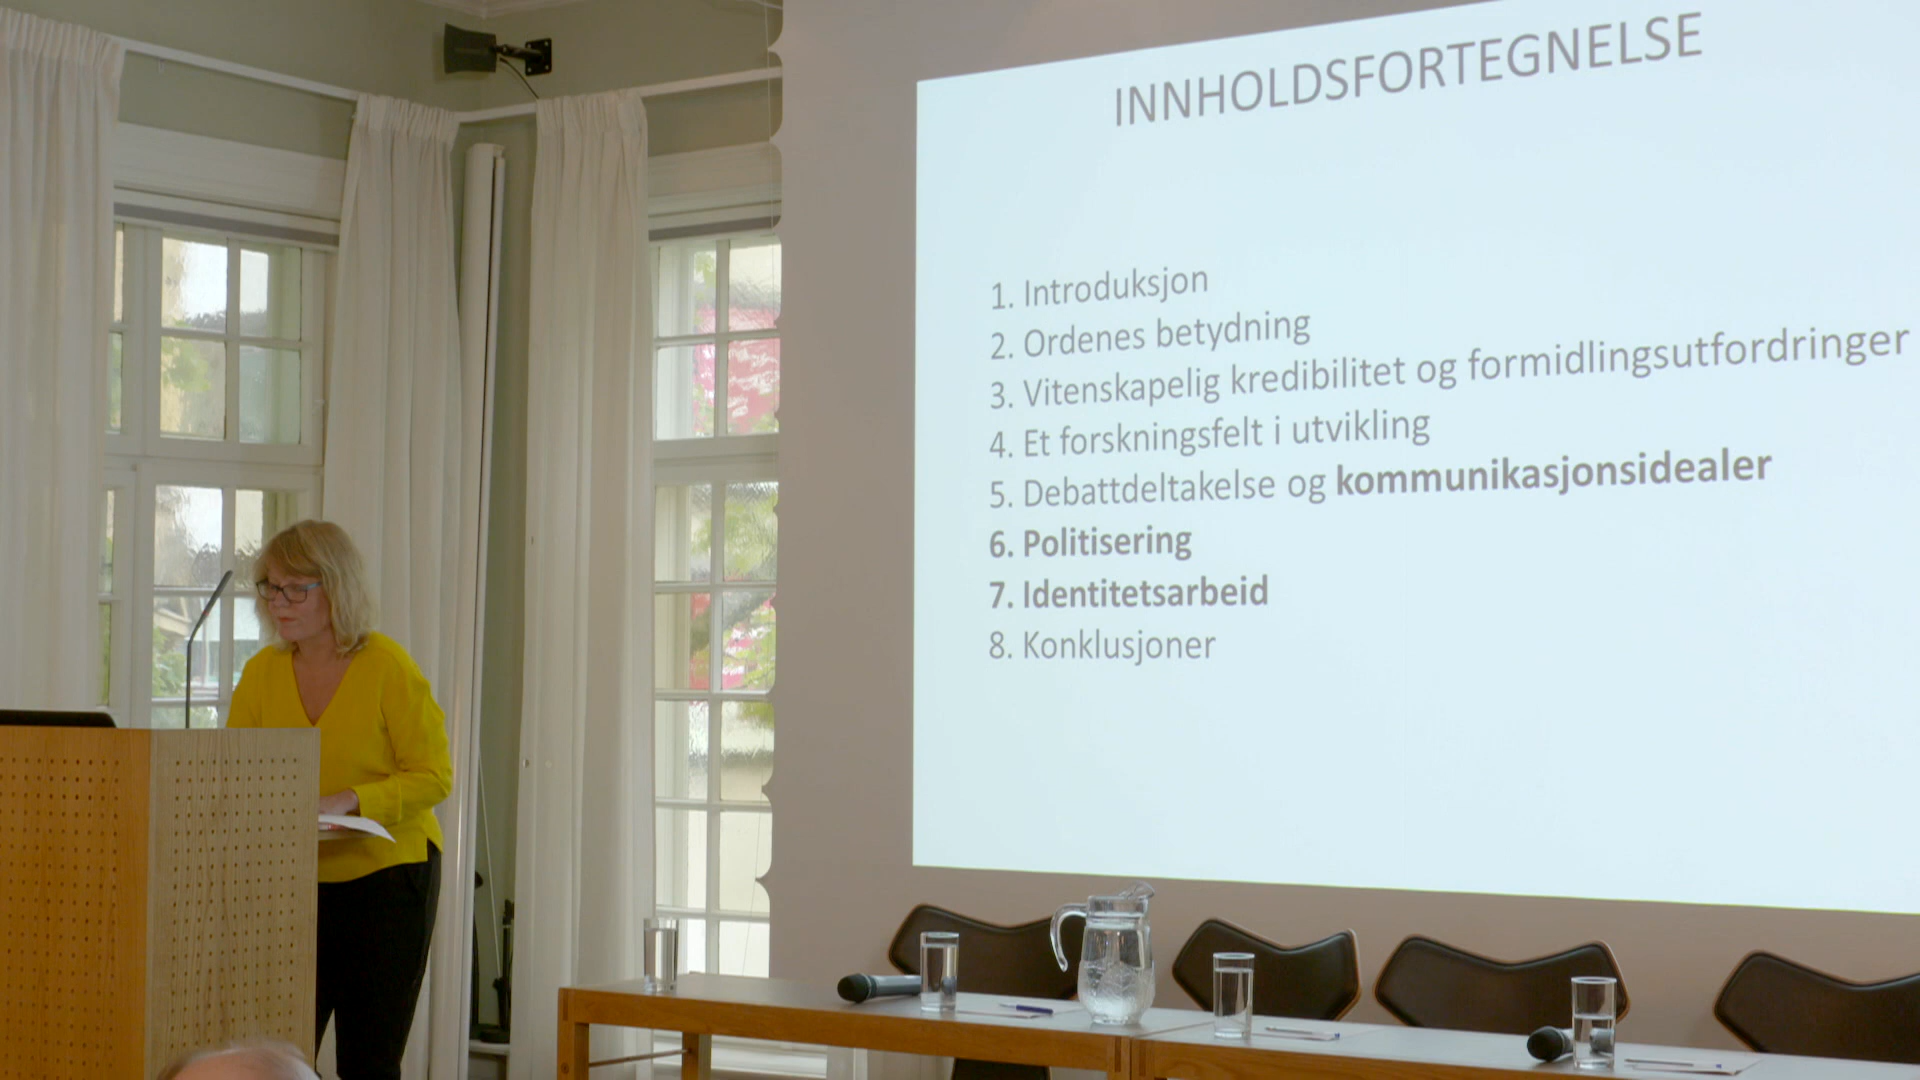 INNHOLDSFORTEGNELSE
1. Introduksjon
2. Ordenes betydning
3. Vitenskapelig kredibilitet og formidlingsutfordringer
4. Et forskningsfelt i utvikling
5. Debattdeltakelse og kommunikasjonsidealer
6. Politisering
7. Identitetsarbeid
8. Konklusjoner